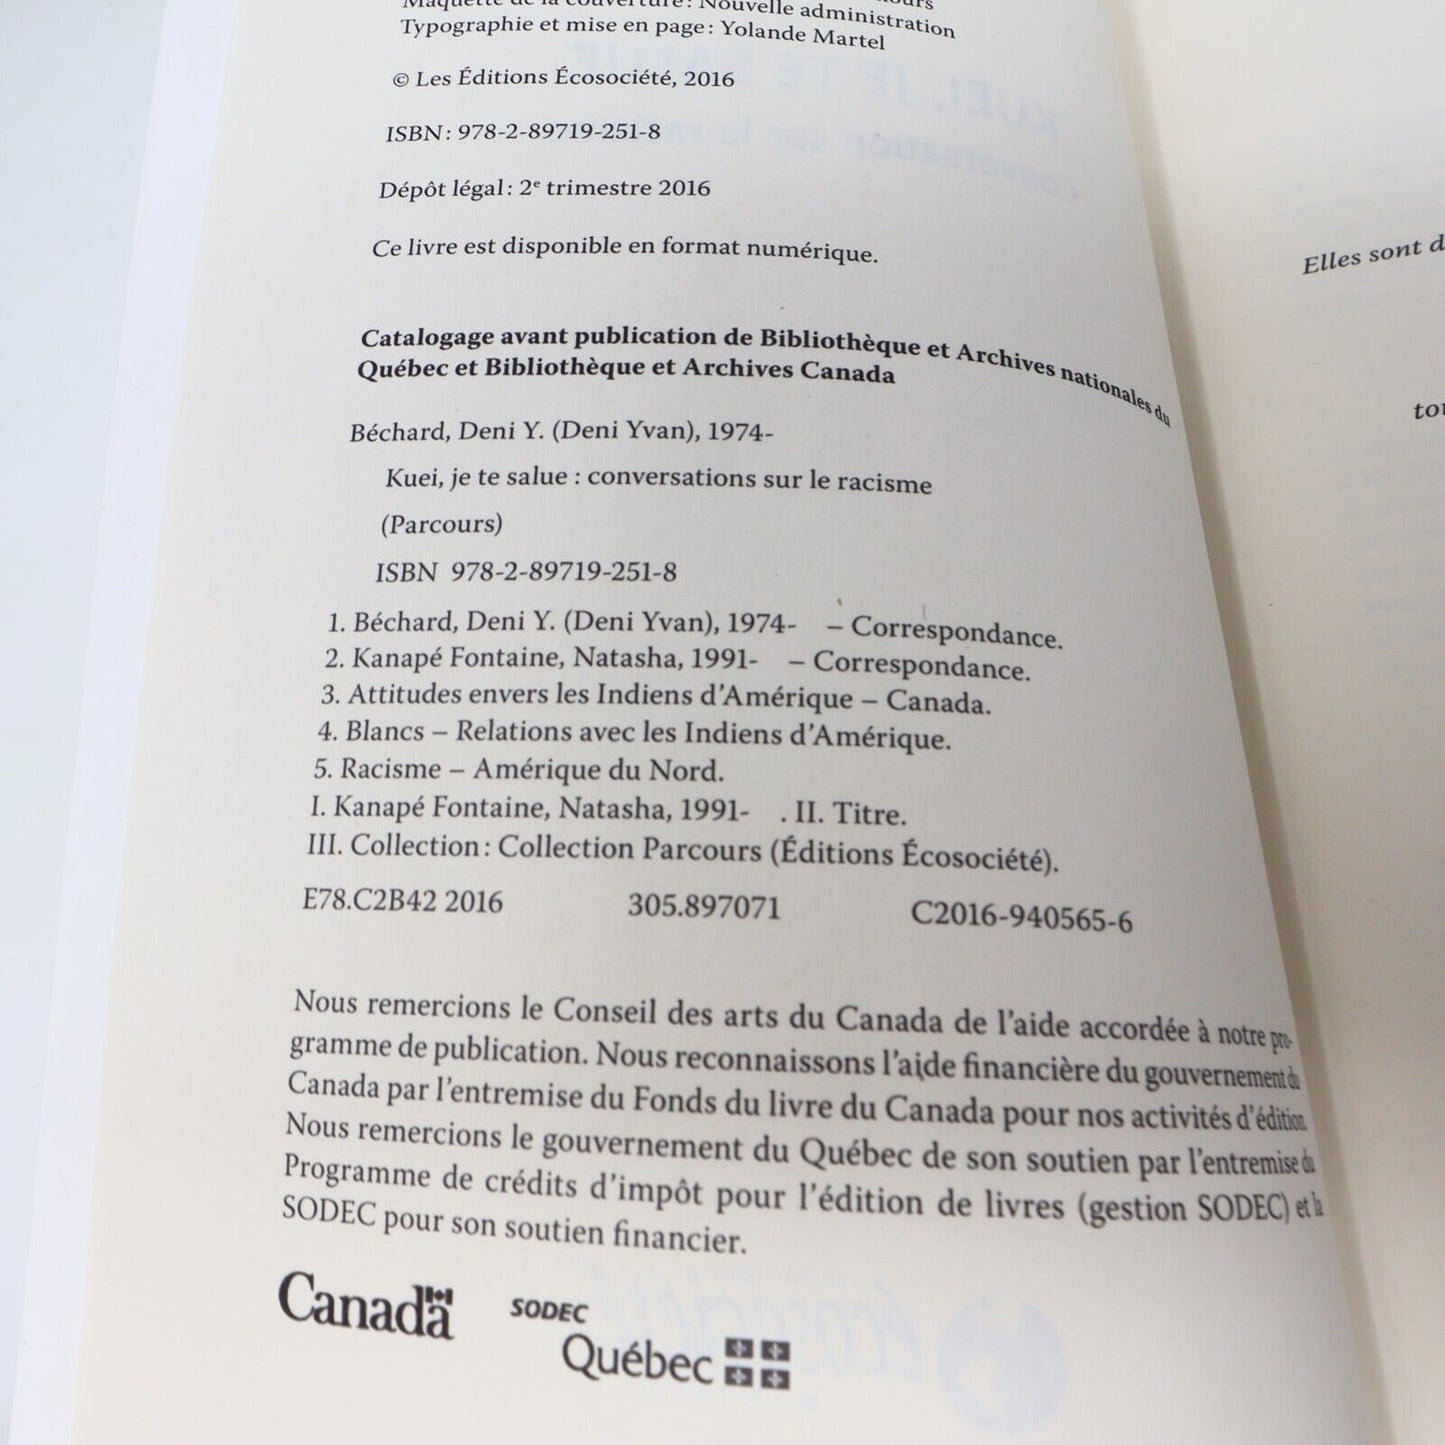 Maquette de la couverture : Nouvelle administration
Typographie et mise en page : Yolande Martel
© Les Éditions Écosociété, 2016
ISBN : 978-2-89719-251-8
Dépôt légal : 2e trimestre 2016
Ce livre est disponible en format numérique.
Catalogage avant publication de Bibliothèque et Archives nationales du
Québec et Bibliothèque et Archives Canada
Béchard, Deni Y. (Deni Yvan), 1974-
Kuei, je te salue : conversations sur le racisme
(Parcours)
ISBN 978-2-89719-251-8
1. Béchard, Deni Y. (Deni Yvan), 1974- – Correspondance.
2. Kanapé Fontaine, Natasha, 1991- – Correspondance.
3. Attitudes envers les Indiens d'Amérique – Canada.
4. Blancs – Relations avec les Indiens d'Amérique.
5. Racisme – Amérique du Nord.
I. Kanapé Fontaine, Natasha, 1991- . II. Titre.
III. Collection : Collection Parcours (Éditions Écosociété).
E78.C2B42 2016 305.897071 C2016-940565-6
Nous remercions le Conseil des arts du Canada de l'aide accordée à notre pro-
gramme de publication. Nous reconnaissons l'aide financière du gouvernement du
Canada par l'entremise du Fonds du livre du Canada pour nos activités d'édition.
Nous remercions le gouvernement du Québec de son soutien par l'entremise du
Programme de crédits d'impôt pour l'édition de livres (gestion SODEC) et la
SODEC pour son soutien financier.
Canada
SODEC
Québec
Elles sont